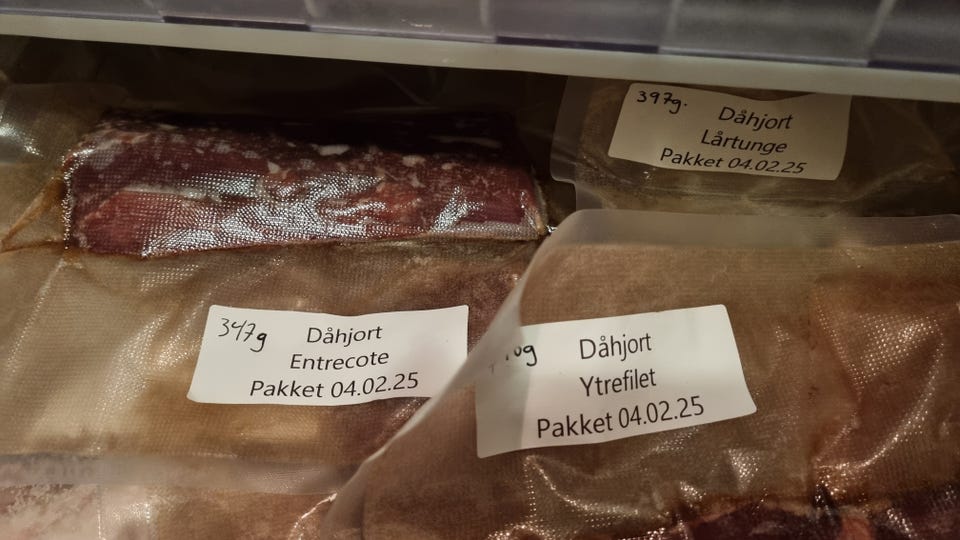 397g.
Dåhjort
Lårtunge
Pakket 04.02.25
347g
Dåhjort
Entrecote
Pakket 04.02.25
Dåhjort
Ytrefilet
Pakket 04.02.25